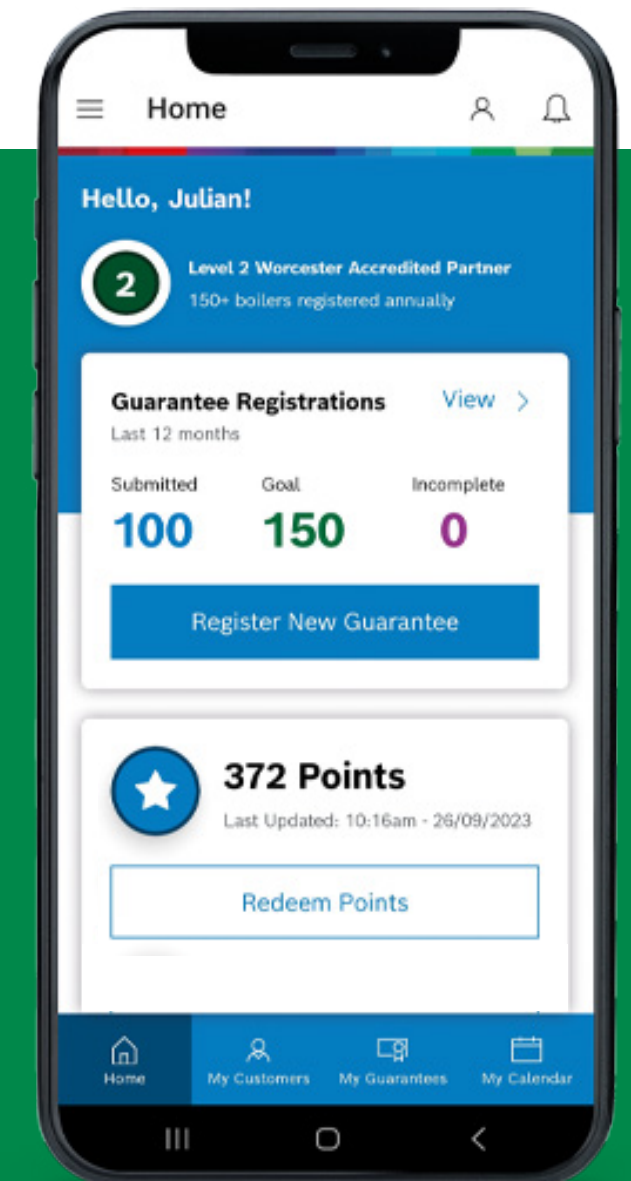 Home
Hello, Julian!
2
Level 2 Worcester Accredited Partner
150+ boilers registered annually
Guarantee Registrations
View >
Last 12 months
Submitted Goal Incomplete
100 150 0
Register New Guarantee
372 Points
Last Updated: 10:16am - 26/09/2023
Redeem Points
Home My Customers My Guarantees My Calendar